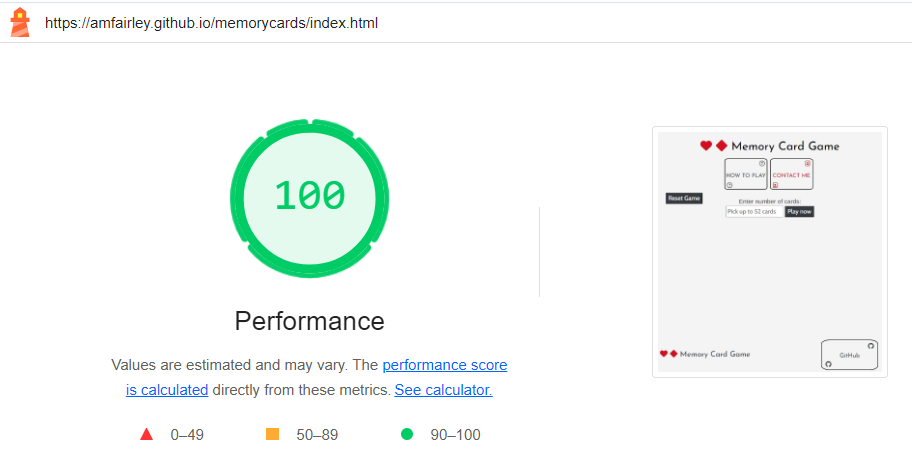 https://amfairley.github.io/memorycards/index.html
100
Performance
Values are estimated and may vary. The performance score
is calculated directly from these metrics. See calculator.
0–49
50–89
90–100
Memory Card Game
HOW TO PLAY
CONTACT ME
Reset Game
Enter number of cards:
Pick up to 52 cards
Play now
Memory Card Game
GitHub